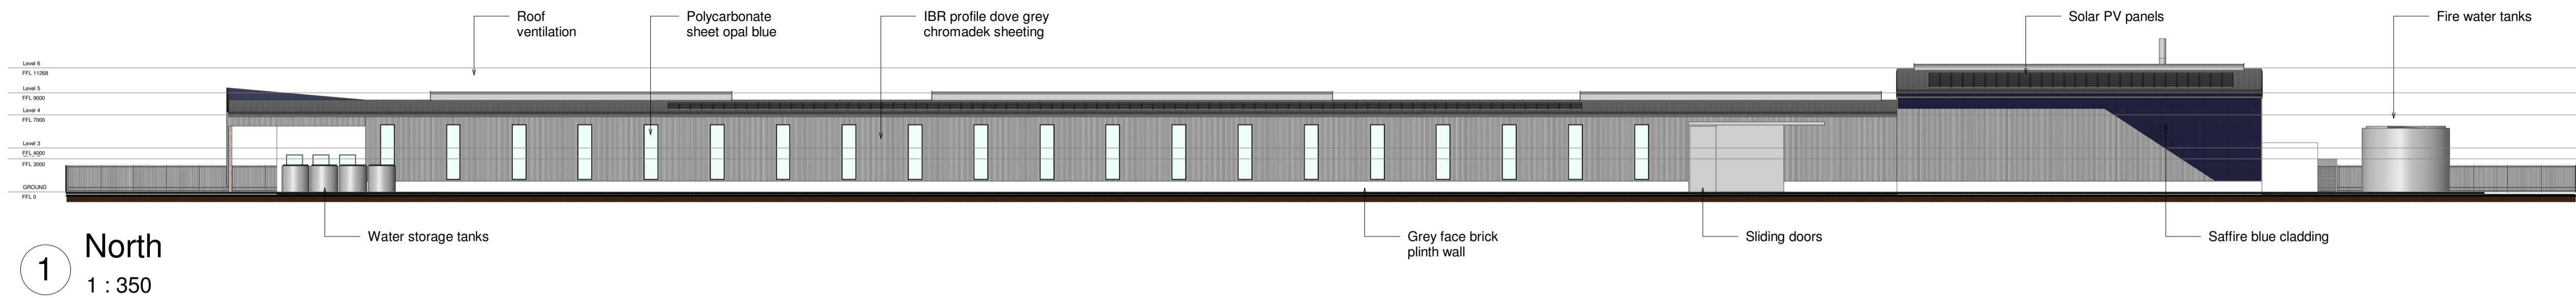 Roof
ventilation
Polycarbonate
sheet opal blue
IBR profile dove grey
chromadek sheeting
Solar PV panels
Fire water tanks
Level 6
FFL 11268
Level 5
FFL 9000
Level 4
FFL 7000
Level 3
FFL 4000
FFL 3000
GROUND
FFL 0
Water storage tanks
Grey face brick
plinth wall
Sliding doors
Saffire blue cladding
1
North
1 : 350